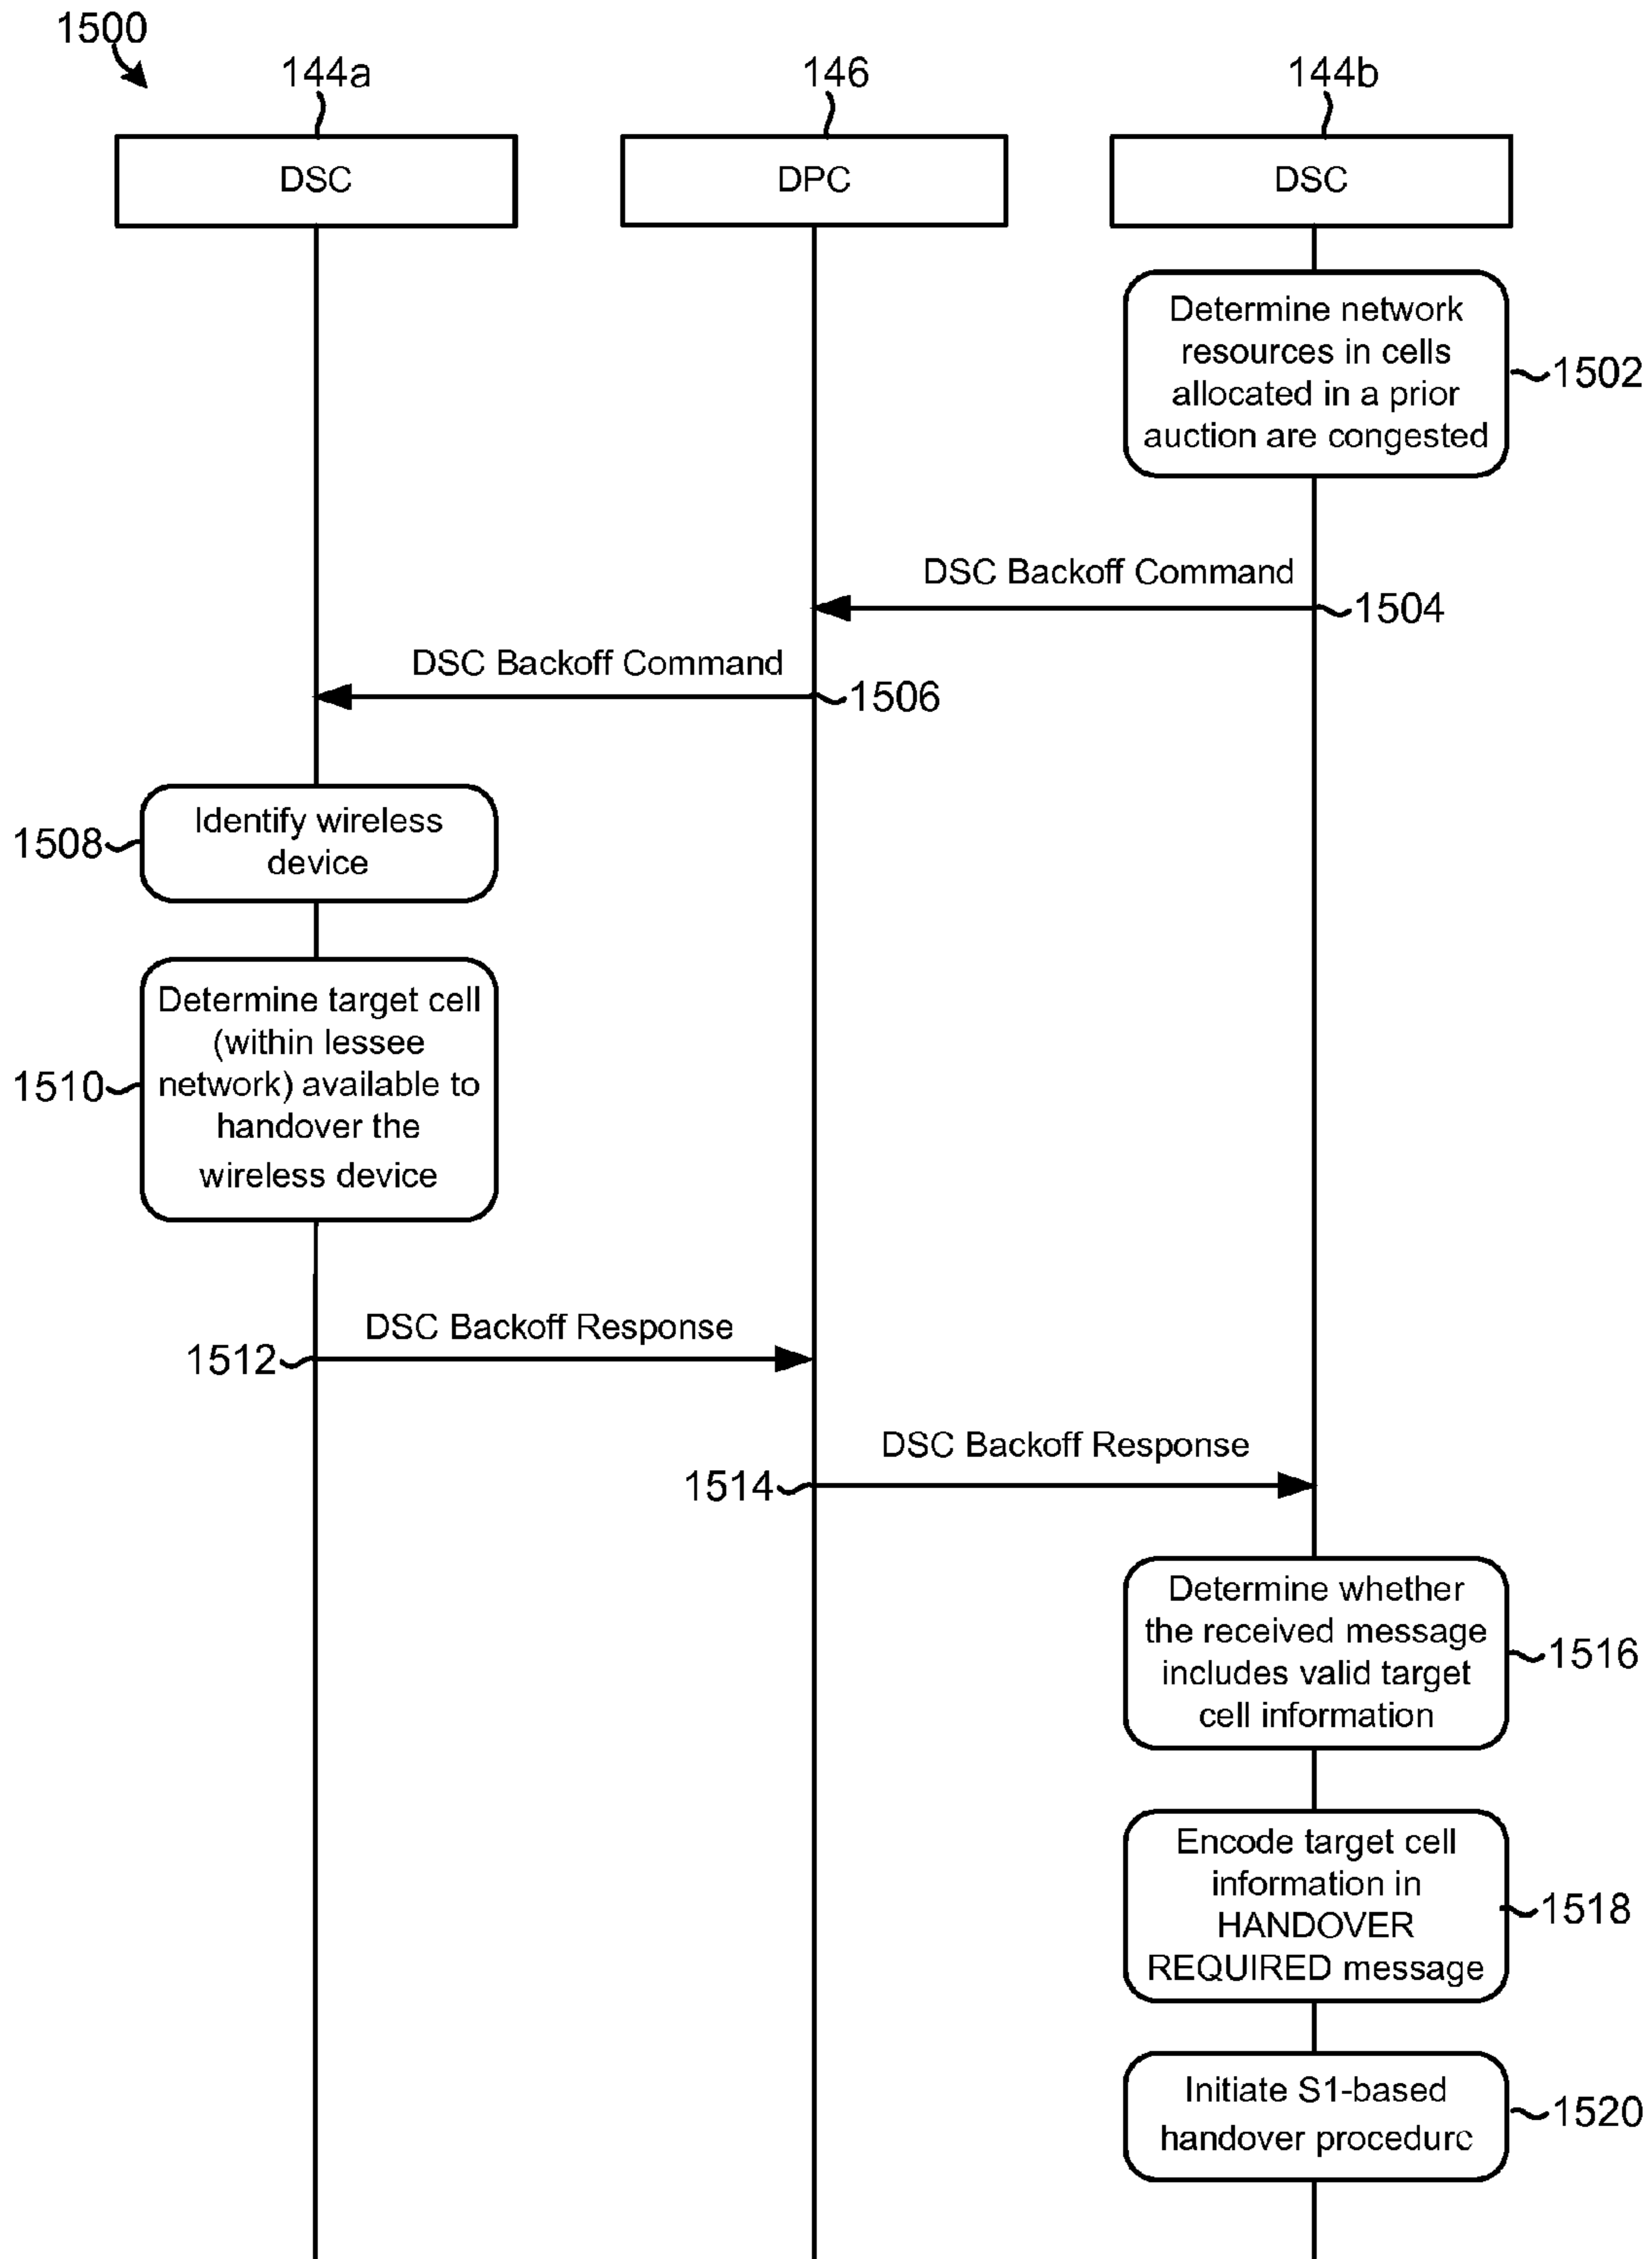 1500
144a
146
144b
DSC
DPC
DSC
Determine network
resources in cells
allocated in a prior
auction are congested
1502
DSC Backoff Command
1504
DSC Backoff Command
1506
1508
Identify wireless
device
1510
Determine target cell
(within lessee
network) available to
handover the
wireless device
DSC Backoff Response
1512
DSC Backoff Response
1514
Determine whether
the received message
includes valid target
cell information
1516
Encode target cell
information in
HANDOVER
REQUIRED message
1518
Initiate S1-based
handover procedure
1520